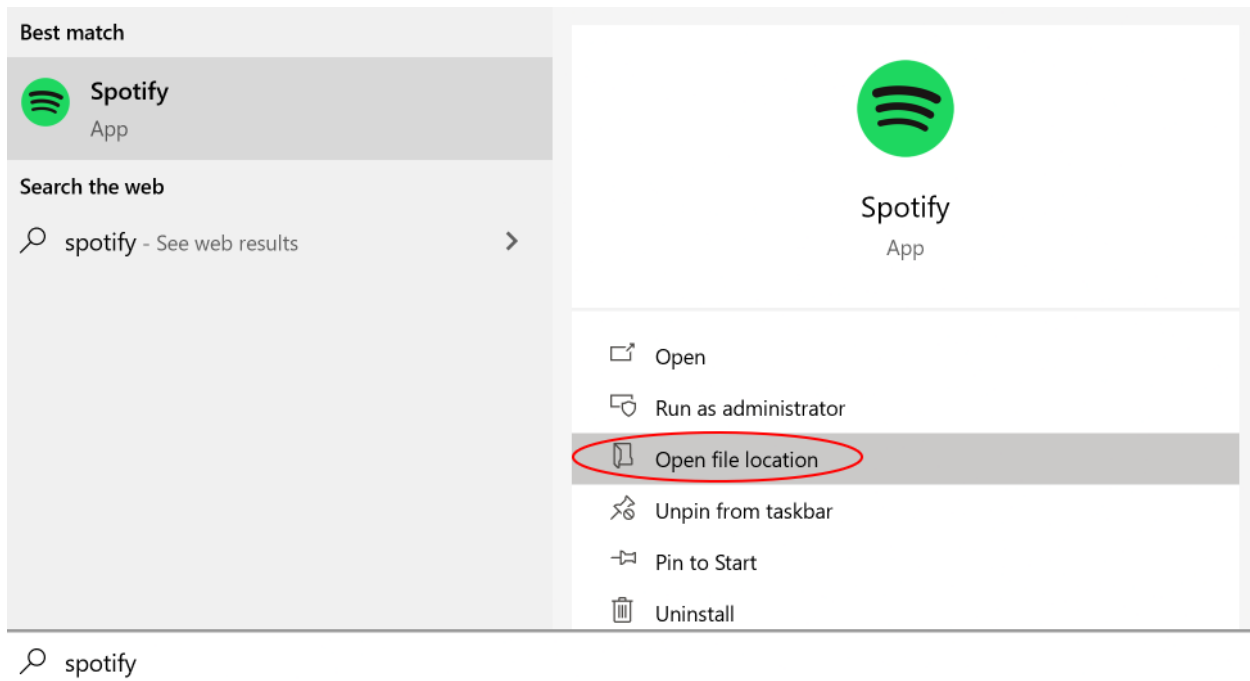 Best match
Spotify
App
Search the web
spotify - See web results
Spotify
App
Open
Run as administrator
Open file location
Unpin from taskbar
Pin to Start
Uninstall
spotify